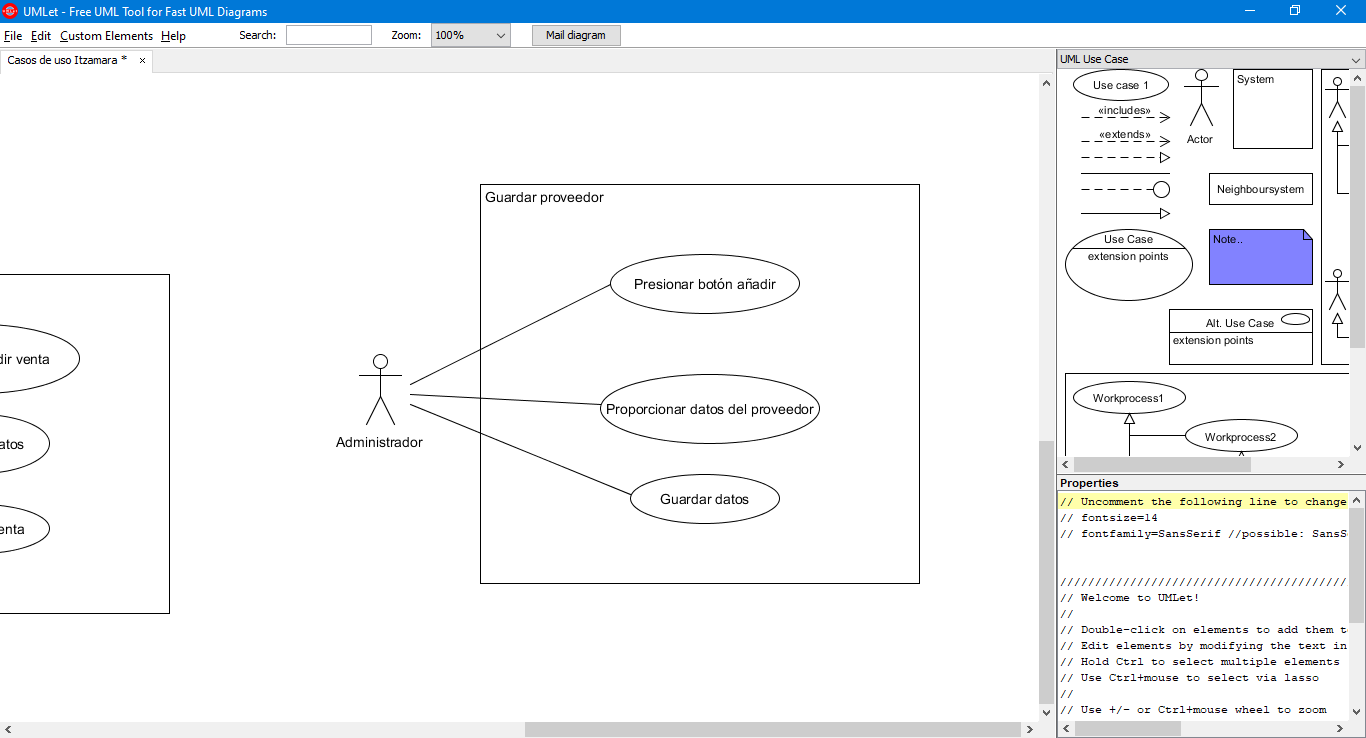 UMLet - Free UML Tool for Fast UML Diagrams
File Edit Custom Elements Help Search: Zoom: 100% Mail diagram
Casos de uso Itzamara *
Guardar proveedor
Presionar botón añadir
Proporcionar datos del proveedor
Guardar datos
Administrador
dir venta
atos
enta
UML Use Case
Use case 1
«includes»
«extends»
Actor
System
Neighboursystem
Use Case
extension points
Note..
Alt. Use Case
extension points
Workprocess1
Workprocess2
Properties
// Uncomment the following line to change
// fontsize=14
// fontfamily=SansSerif //possible: SansS
/////////////////////////////////////////
// Welcome to UMLet!
//
// Double-click on elements to add them t
// Edit elements by modifying the text in
// Hold Ctrl to select multiple elements
// Use Ctrl+mouse to select via lasso
//
// Use +/- or Ctrl+mouse wheel to zoom